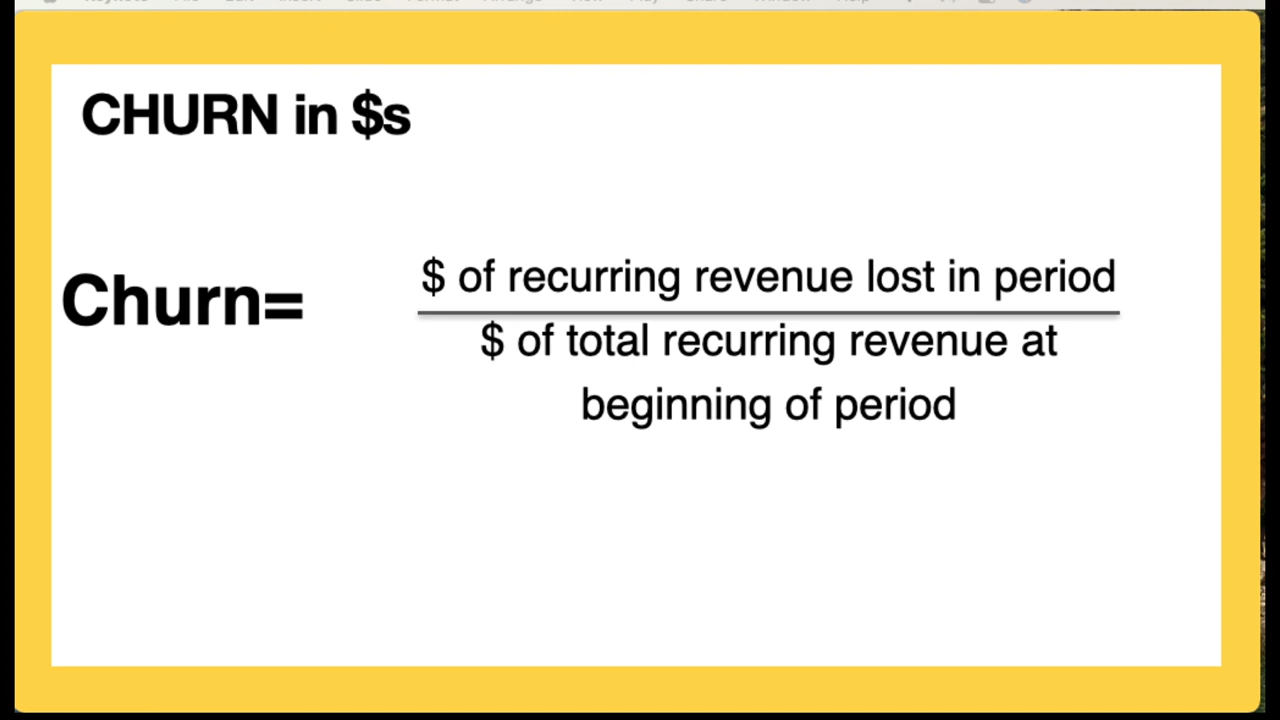 CHURN in $s
Churn=
$ of recurring revenue lost in period
$ of total recurring revenue at
beginning of period